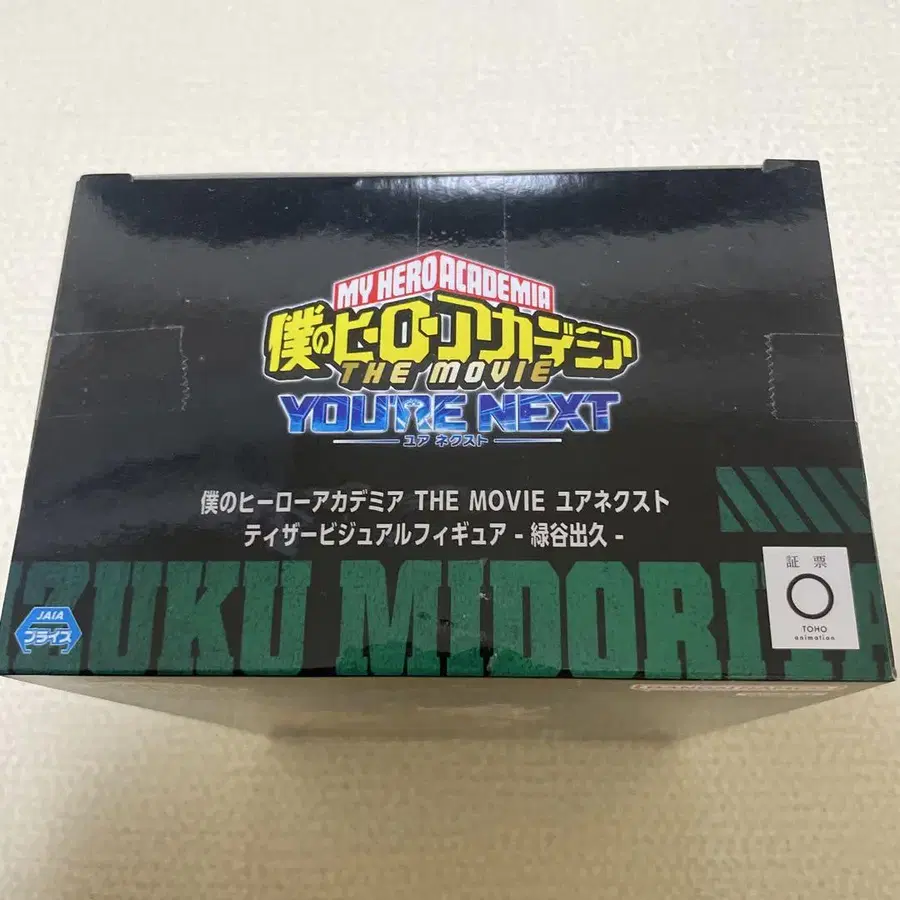 MY HERO ACADEMIA
僕のヒーローアカデミア
THE MOVIE
YOU'RE NEXT
ユア ネクスト
僕のヒーローアカデミア THE MOVIE ユアネクスト
ティザービジュアルフィギュア - 緑谷出久 -
IZUKU MIDORIYA
JAIA
プライズ
証票
TOHO
animation